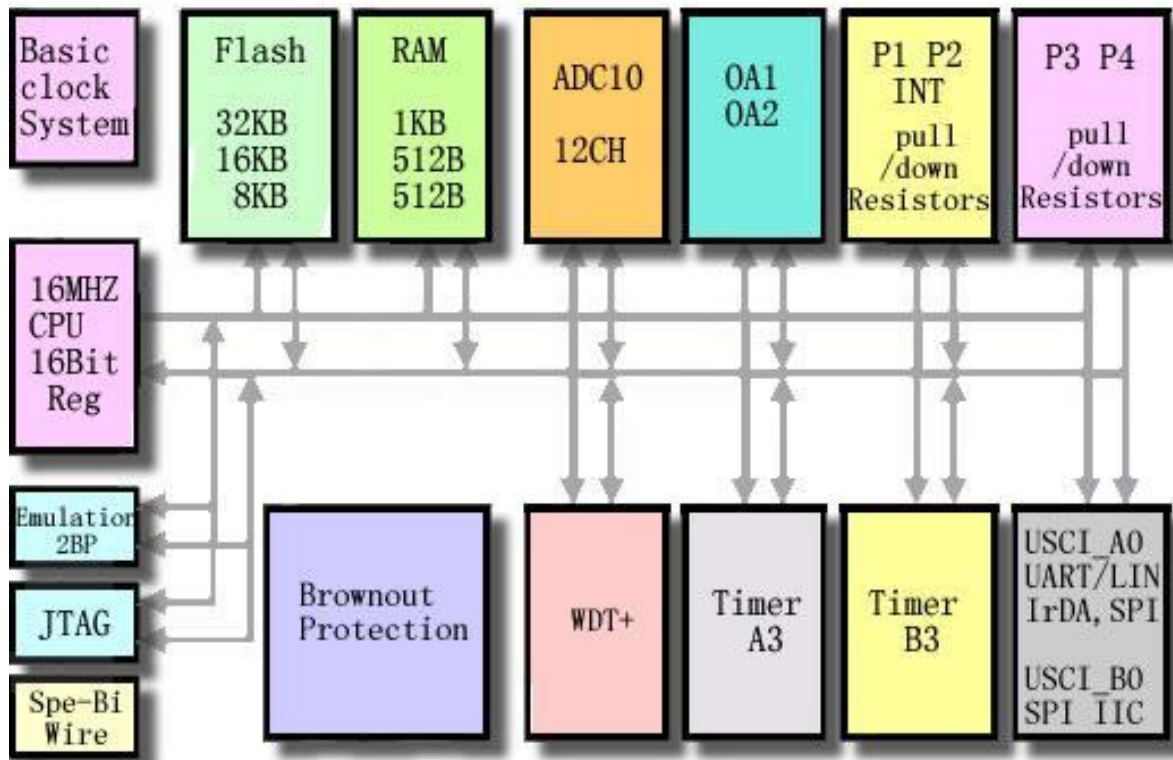 Basic
clock
System
Flash
32KB
16KB
8KB
RAM
1KB
512B
512B
ADC10
12CH
OA1
OA2
P1 P2
INT
pull
/down
Resistors
P3 P4
pull
/down
Resistors
16MHZ
CPU
16Bit
Reg
Emulation
2BP
JTAG
Spe-Bi
Wire
Brownout
Protection
WDT+
Timer
A3
Timer
B3
USCI_A0
UART/LIN
IrDA, SPI
USCI_B0
SPI IIC